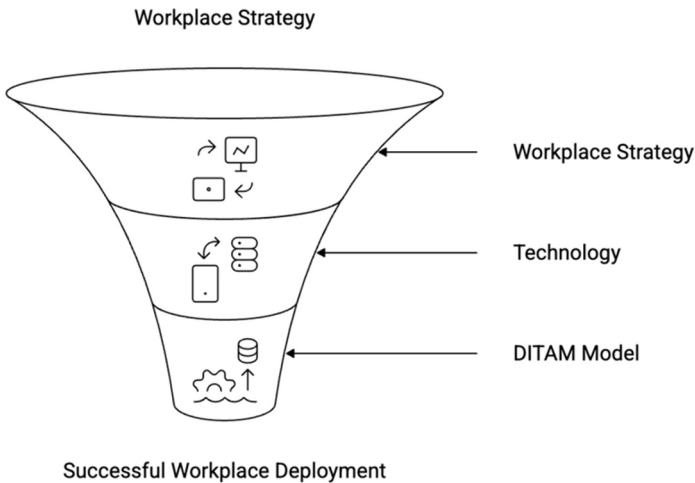 Workplace Strategy
Workplace Strategy
Technology
DITAM Model
Successful Workplace Deployment